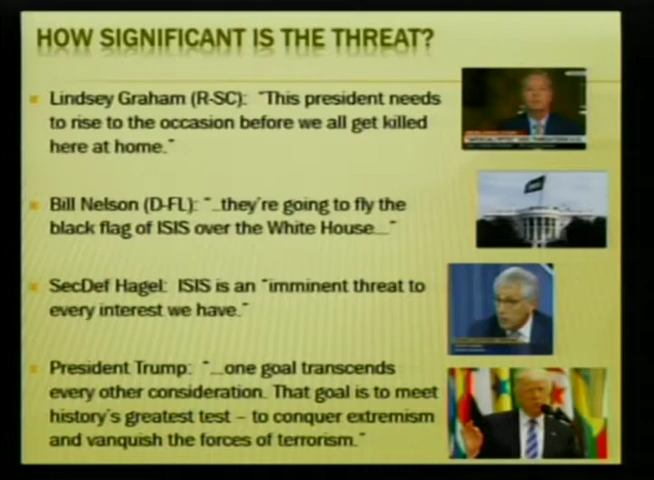 HOW SIGNIFICANT IS THE THREAT?
Lindsey Graham (R-SC): "This president needs
to rise to the occasion before we all get killed
here at home."
Bill Nelson (D-FL): "...they're going to fly the
black flag of ISIS over the White House...."
SecDef Hagel: ISIS is an "imminent threat to
every interest we have."
President Trump: "...one goal transcends
every other consideration. That goal is to meet
history's greatest test – to conquer extremism
and vanquish the forces of terrorism."